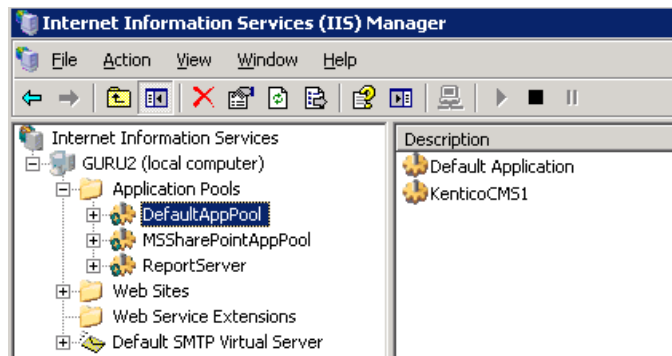 Internet Information Services (IIS) Manager
File Action View Window Help
Internet Information Services
GURU2 (local computer)
Application Pools
DefaultAppPool
MSSharePointAppPool
ReportServer
Web Sites
Web Service Extensions
Default SMTP Virtual Server
Description
Default Application
KenticoCMS1